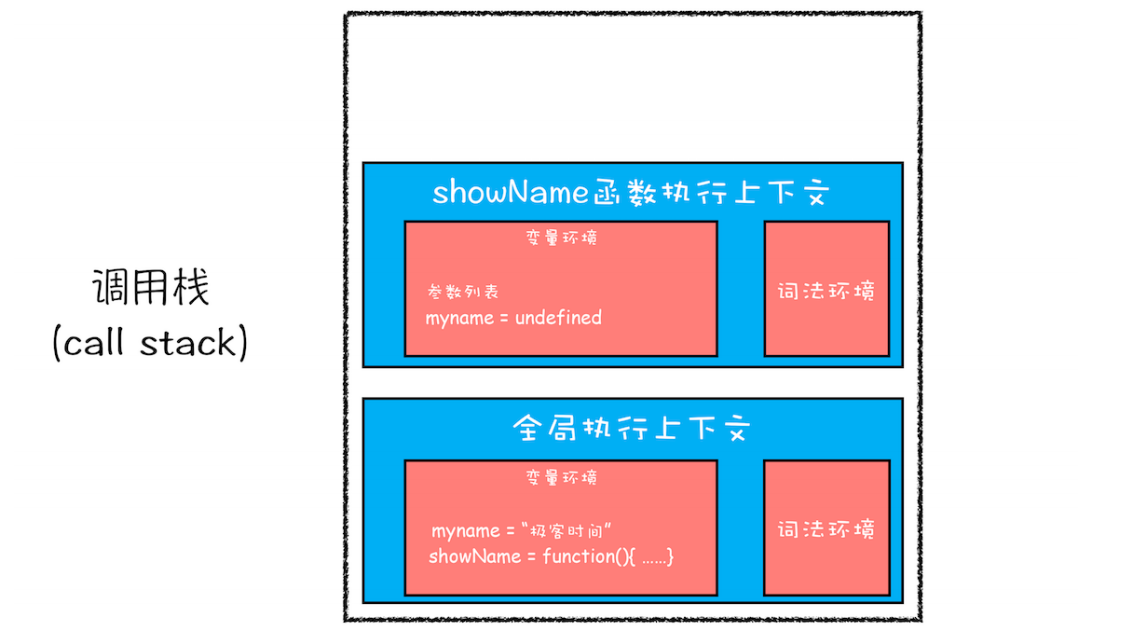 调用栈
(call stack)
showName函数执行上下文
变量环境
参数列表
myname = undefined
词法环境
全局执行上下文
变量环境
myname = “极客时间”
showName = function(){ ……}
词法环境